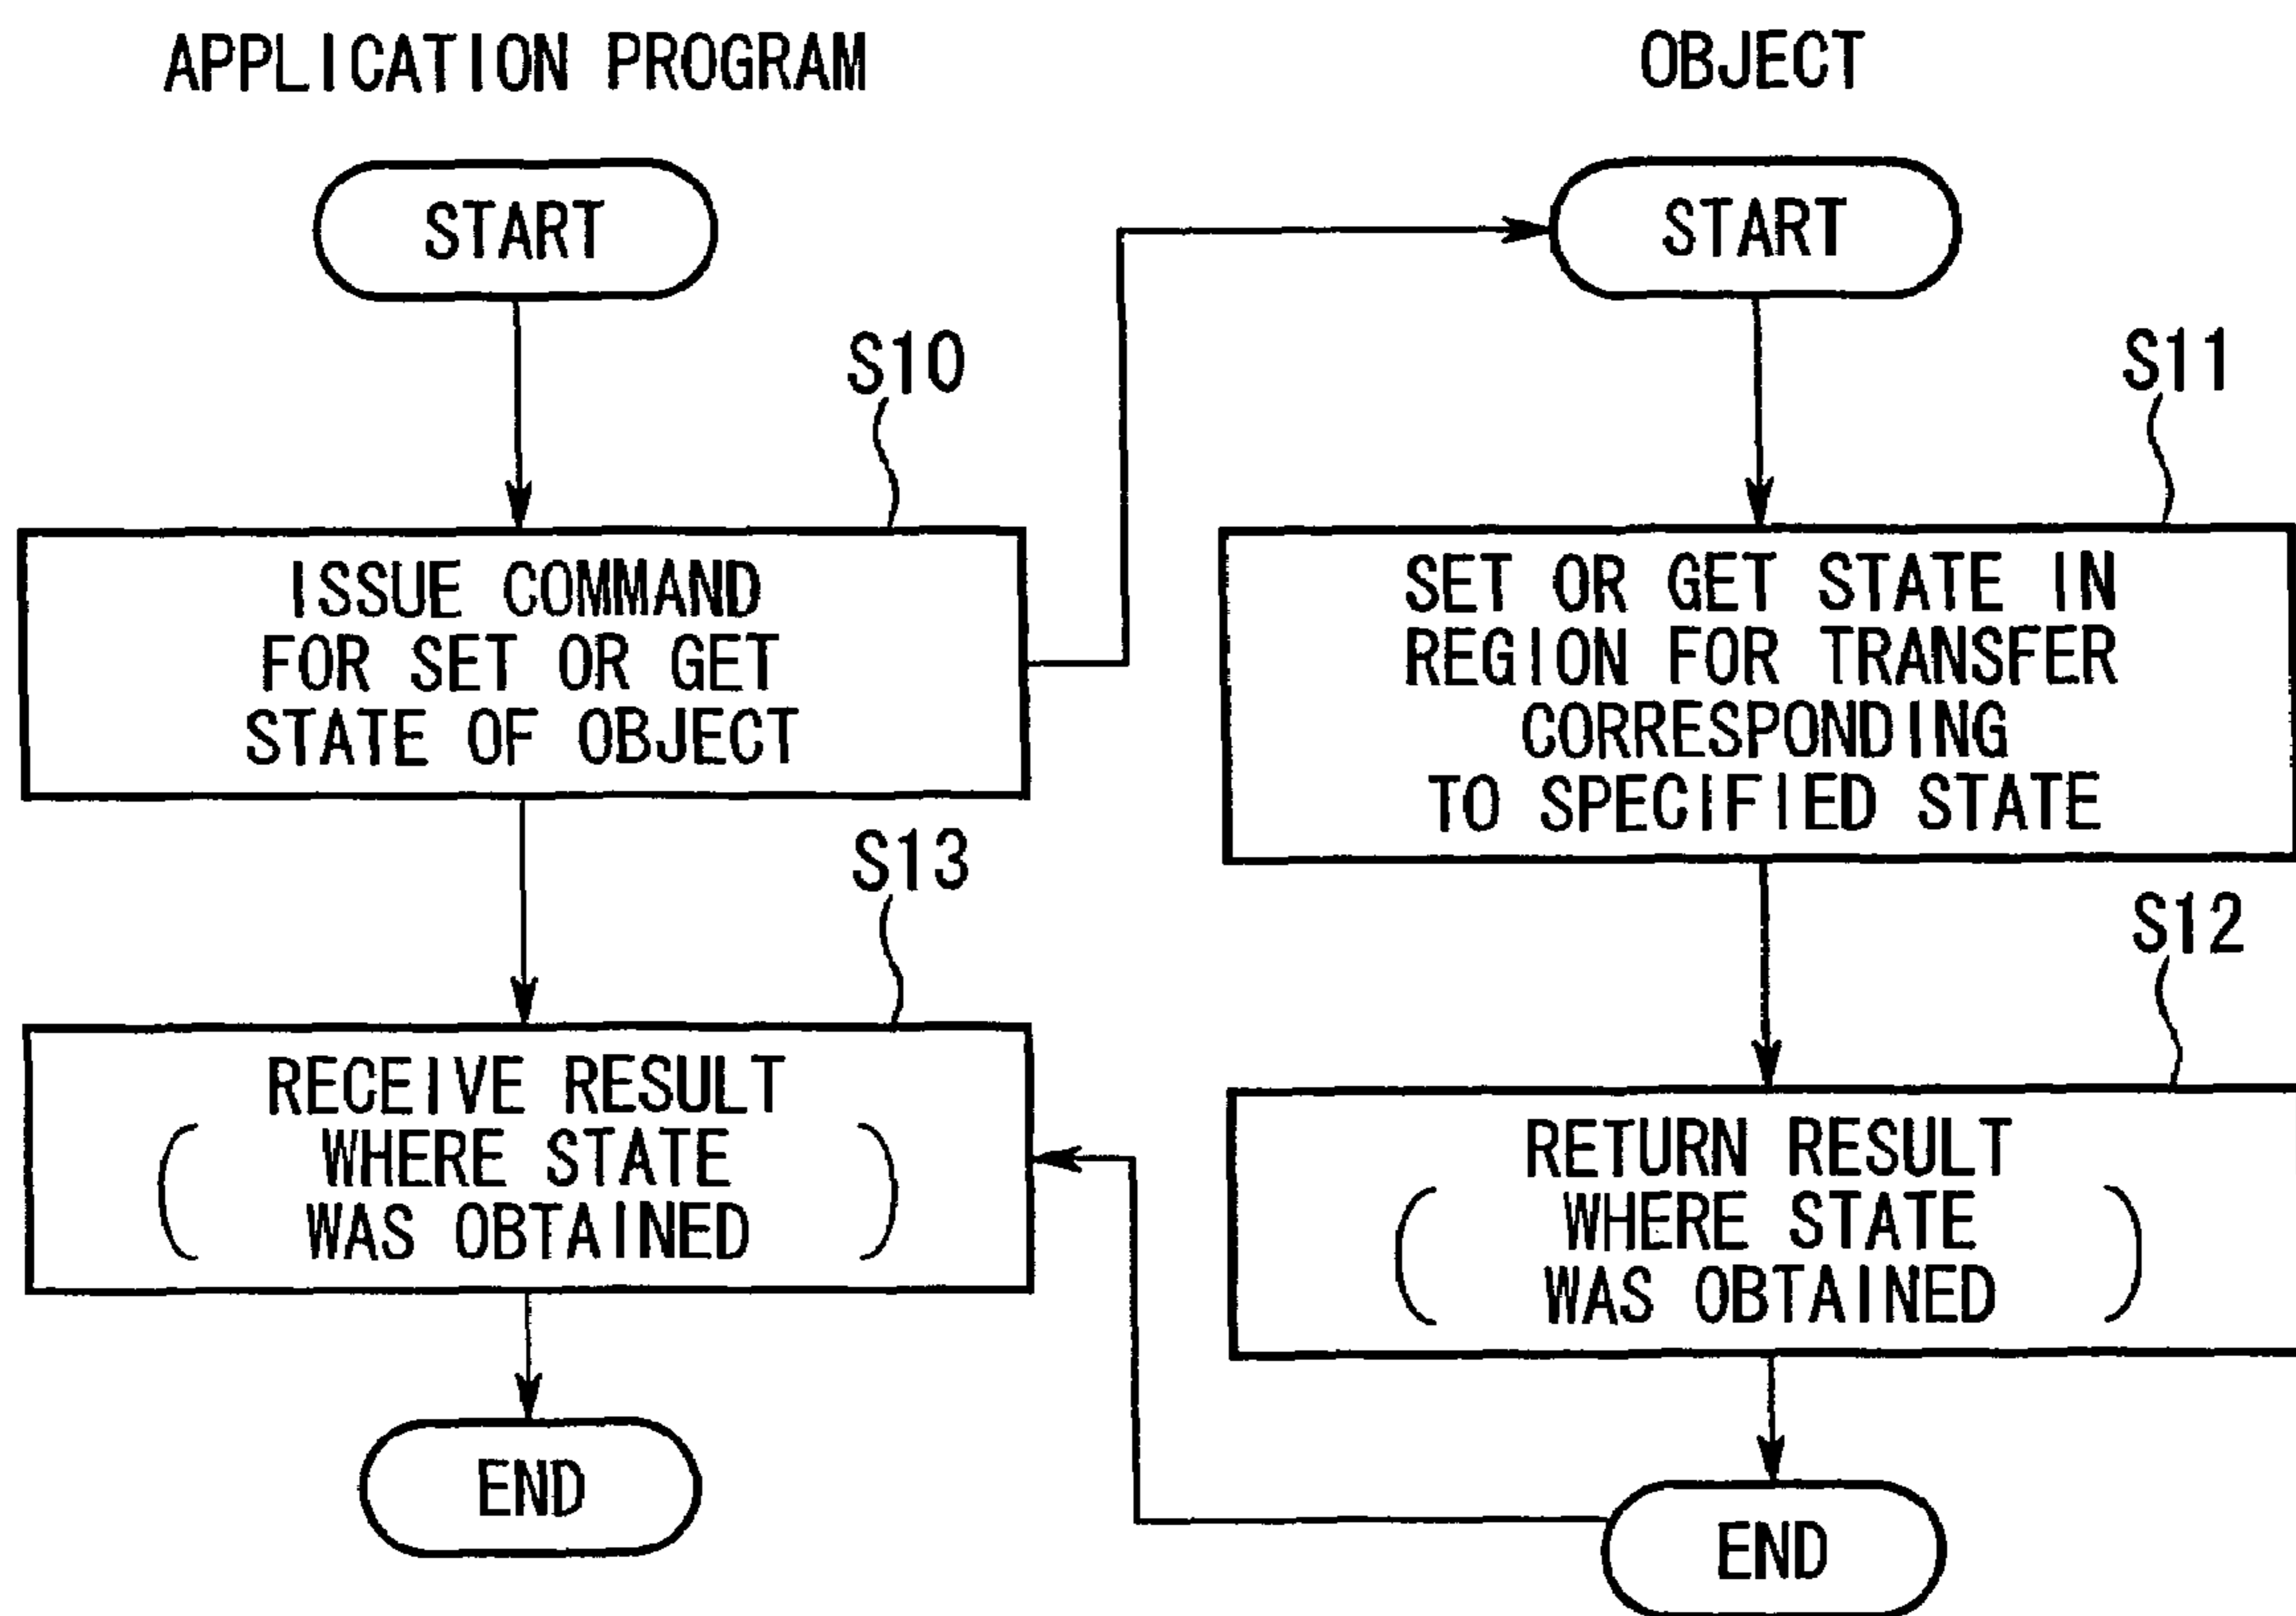 APPLICATION PROGRAM
START
S10
ISSUE COMMAND
FOR SET OR GET
STATE OF OBJECT
S13
RECEIVE RESULT
( WHERE STATE
WAS OBTAINED )
END
OBJECT
START
S11
SET OR GET STATE IN
REGION FOR TRANSFER
CORRESPONDING
TO SPECIFIED STATE
S12
RETURN RESULT
( WHERE STATE
WAS OBTAINED )
END